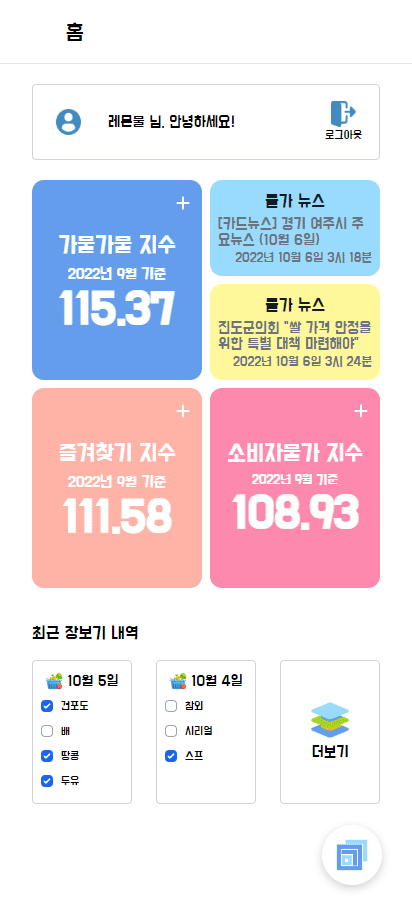 홈
레몬물 님, 안녕하세요!
로그아웃
가물가물 지수
2022년 9월 기준
115.37
물가 뉴스
[카드뉴스] 경기 여주시 주
요뉴스 (10월 6일)
2022년 10월 6일 3시 18분
물가 뉴스
진도군의회 "쌀 가격 안정을
위한 특별 대책 마련해야"
2022년 10월 6일 3시 24분
즐겨찾기 지수
2022년 9월 기준
111.58
소비자물가 지수
2022년 9월 기준
108.93
최근 장보기 내역
10월 5일
건포도
배
땅콩
두유
10월 4일
참외
시리얼
스프
더보기